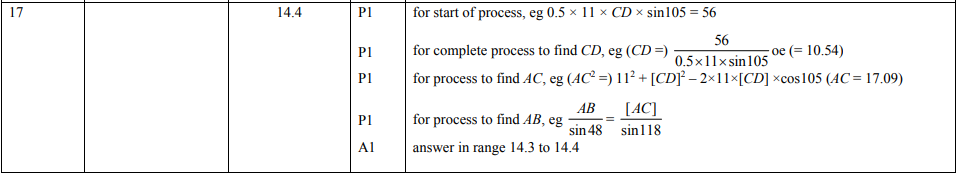 17 14.4 P1 for start of process, eg 0.5 × 11 × CD × sin105 = 56
P1 for complete process to find CD, eg (CD =) 56 / (0.5×11×sin105) oe (= 10.54)
P1 for process to find AC, eg (AC² =) 11² + [CD]² – 2×11×[CD] ×cos105 (AC = 17.09)
P1 for process to find AB, eg AB / sin48 = [AC] / sin118
A1 answer in range 14.3 to 14.4